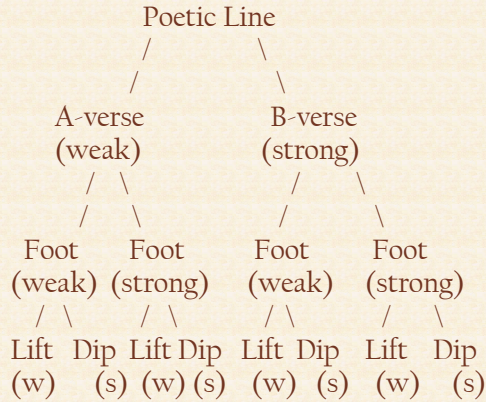 Poetic Line
A-verse B-verse
(weak) (strong)
Foot Foot Foot Foot
(weak) (strong) (weak) (strong)
Lift Dip Lift Dip Lift Dip Lift Dip
(w) (s) (w) (s) (w) (s) (w) (s)